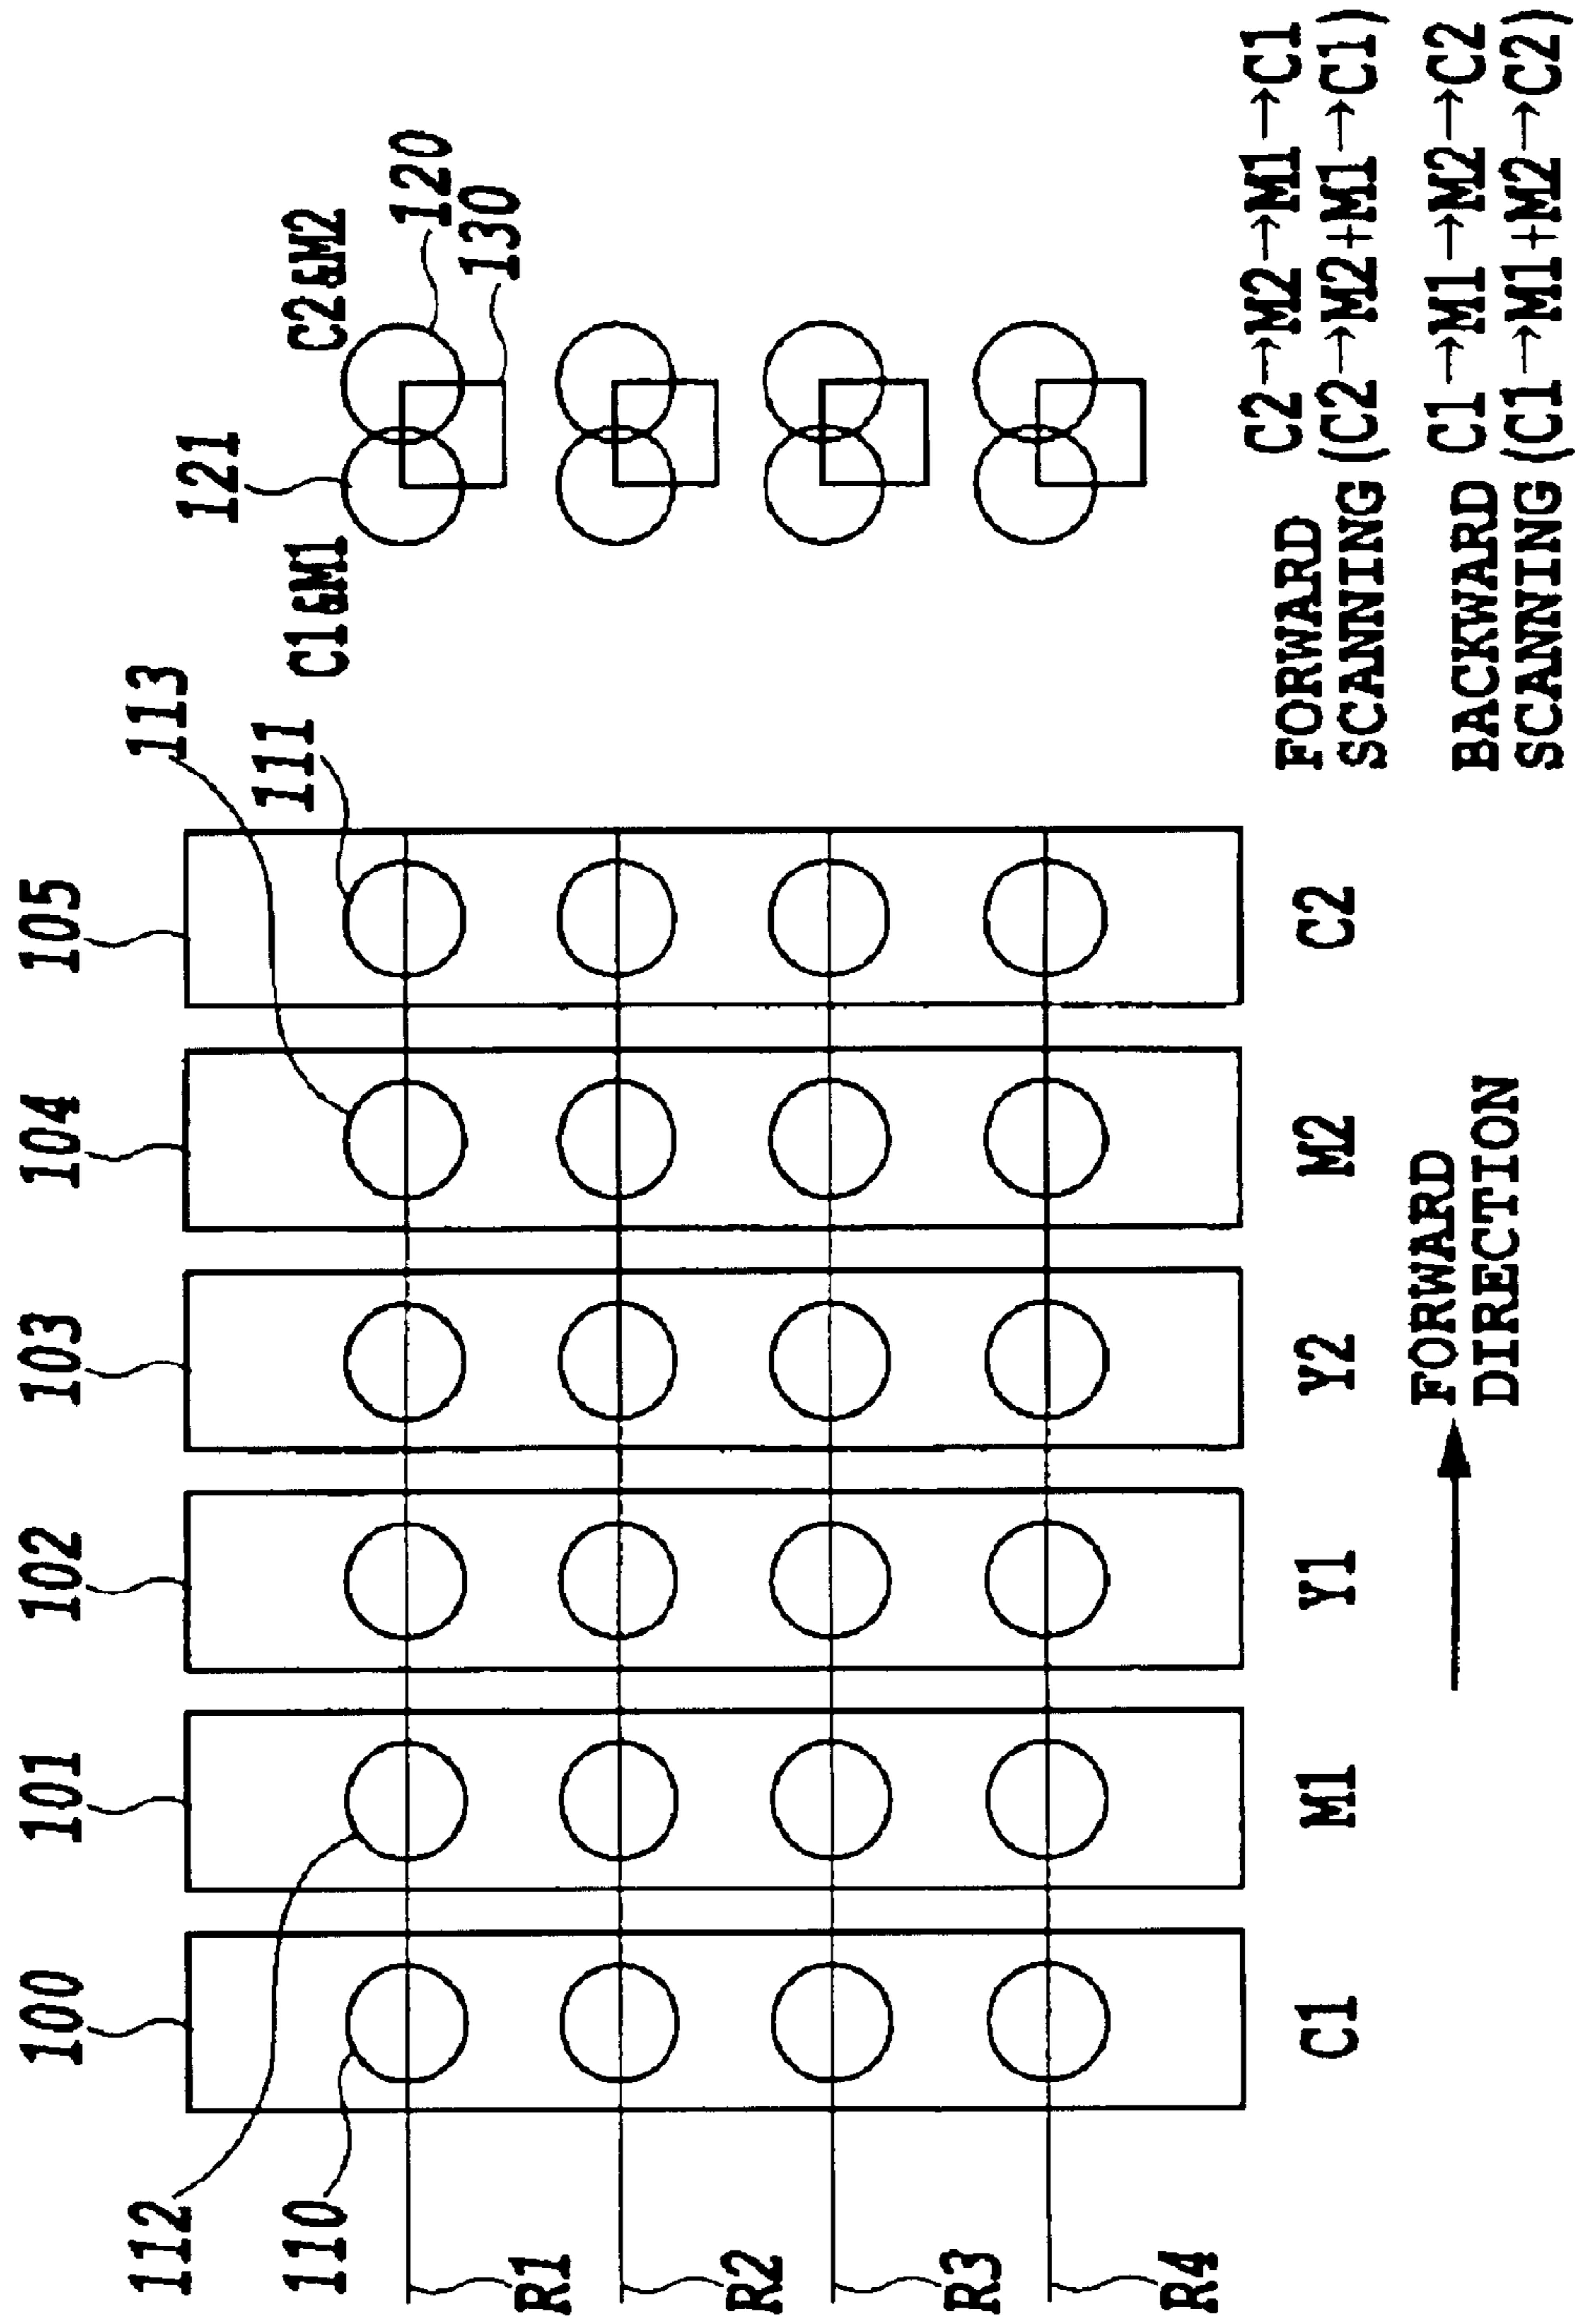 100
101
102
103
104
105
112
110
113
111
121
C1&M1
C2&M2
120
130
R1
R2
R3
R4
C1
M1
Y1
Y2
M2
C2
FORWARD
DIRECTION
FORWARD
SCANNING
C2→M2→M1→C1
(C2→M2+M1→C1)
BACKWARD
SCANNING
C1→M1→M2→C2
(C1→M1+M2→C2)